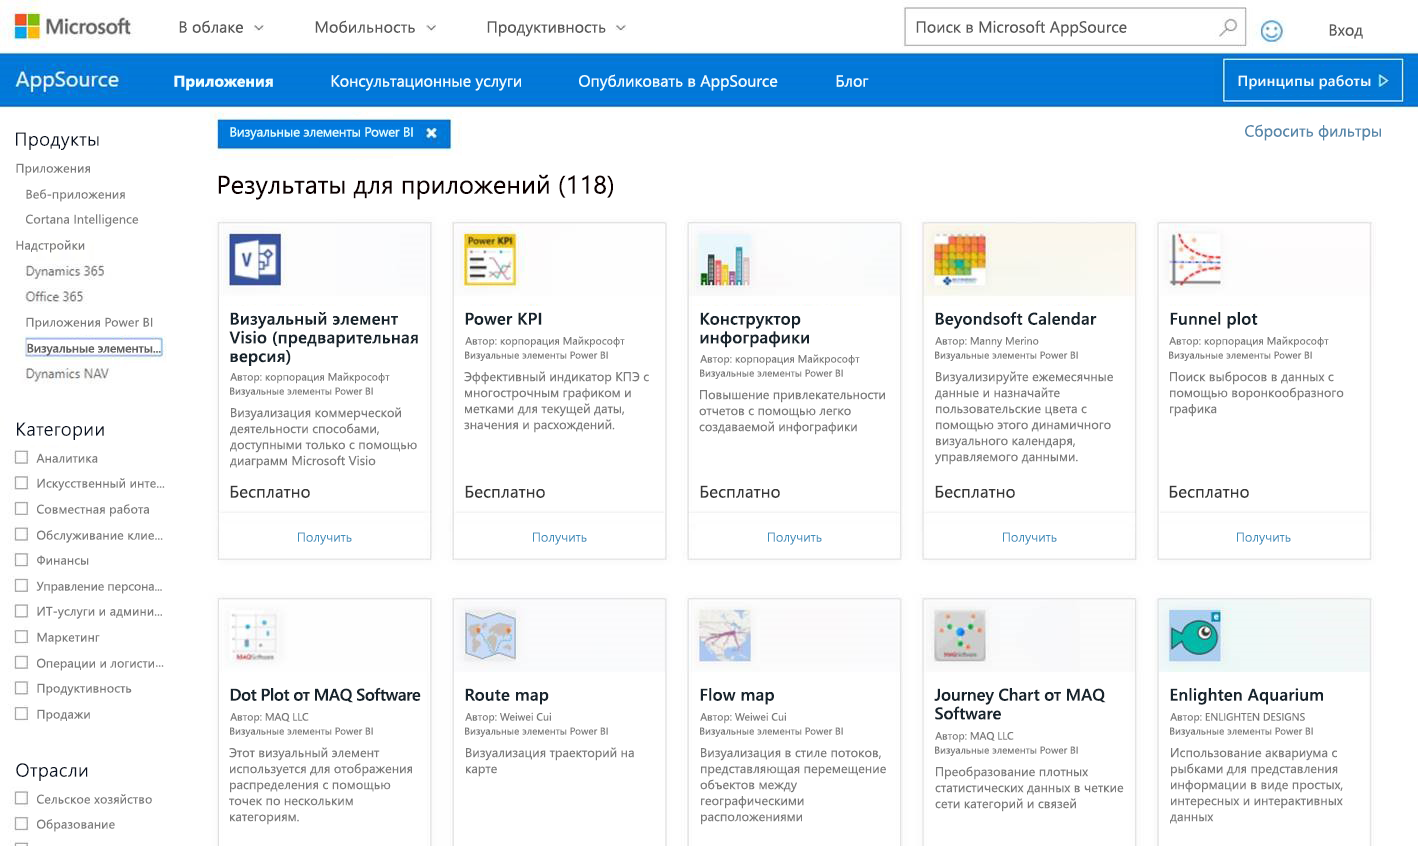 Microsoft
В облаке
Мобильность
Продуктивность
Поиск в Microsoft AppSource
Вход
AppSource
Приложения
Консультационные услуги
Опубликовать в AppSource
Блог
Принципы работы
Продукты
Приложения
Веб-приложения
Cortana Intelligence
Надстройки
Dynamics 365
Office 365
Приложения Power BI
Визуальные элементы...
Dynamics NAV
Категории
Аналитика
Искусственный инте...
Совместная работа
Обслуживание клие...
Финансы
Управление персона...
ИТ-услуги и админи...
Маркетинг
Операции и логисти...
Продуктивность
Продажи
Отрасли
Сельское хозяйство
Образование
Визуальные элементы Power BI
Сбросить фильтры
Результаты для приложений (118)
Визуальный элемент
Visio (предварительная
версия)
Автор: корпорация Майкрософт
Визуальные элементы Power BI
Визуализация коммерческой
деятельности способами,
доступными только с помощью
диаграмм Microsoft Visio
Бесплатно
Получить
Power KPI
Power KPI
Автор: корпорация Майкрософт
Визуальные элементы Power BI
Эффективный индикатор КПЭ с
многострочным графиком и
метками для текущей даты,
значения и расхождений.
Бесплатно
Получить
Конструктор
инфографики
Автор: корпорация Майкрософт
Визуальные элементы Power BI
Повышение привлекательности
отчетов с помощью легко
создаваемой инфографики
Бесплатно
Получить
Beyondsoft Calendar
Автор: Manny Merino
Визуальные элементы Power BI
Визуализируйте ежемесячные
данные и назначайте
пользовательские цвета с
помощью этого динамичного
визуального календаря,
управляемого данными.
Бесплатно
Получить
Funnel plot
Автор: корпорация Майкрософт
Визуальные элементы Power BI
Поиск выбросов в данных с
помощью воронкообразного
графика
Бесплатно
Получить
MAQSoftware
Dot Plot от MAQ Software
Автор: MAQ LLC
Визуальные элементы Power BI
Этот визуальный элемент
используется для отображения
распределения с помощью
точек по нескольким
категориям.
Route map
Автор: Weiwei Cui
Визуальные элементы Power BI
Визуализация траекторий на
карте
Flow map
Автор: Weiwei Cui
Визуальные элементы Power BI
Визуализация в стиле потоков,
представляющая перемещение
объектов между
географическими
расположениями
MAQSoftware
Journey Chart от MAQ
Software
Автор: MAQ LLC
Визуальные элементы Power BI
Преобразование плотных
статистических данных в четкие
сети категорий и связей
Enlighten Aquarium
Автор: ENLIGHTEN DESIGNS
Визуальные элементы Power BI
Использование аквариума с
рыбками для представления
информации в виде простых,
интересных и интерактивных
данных